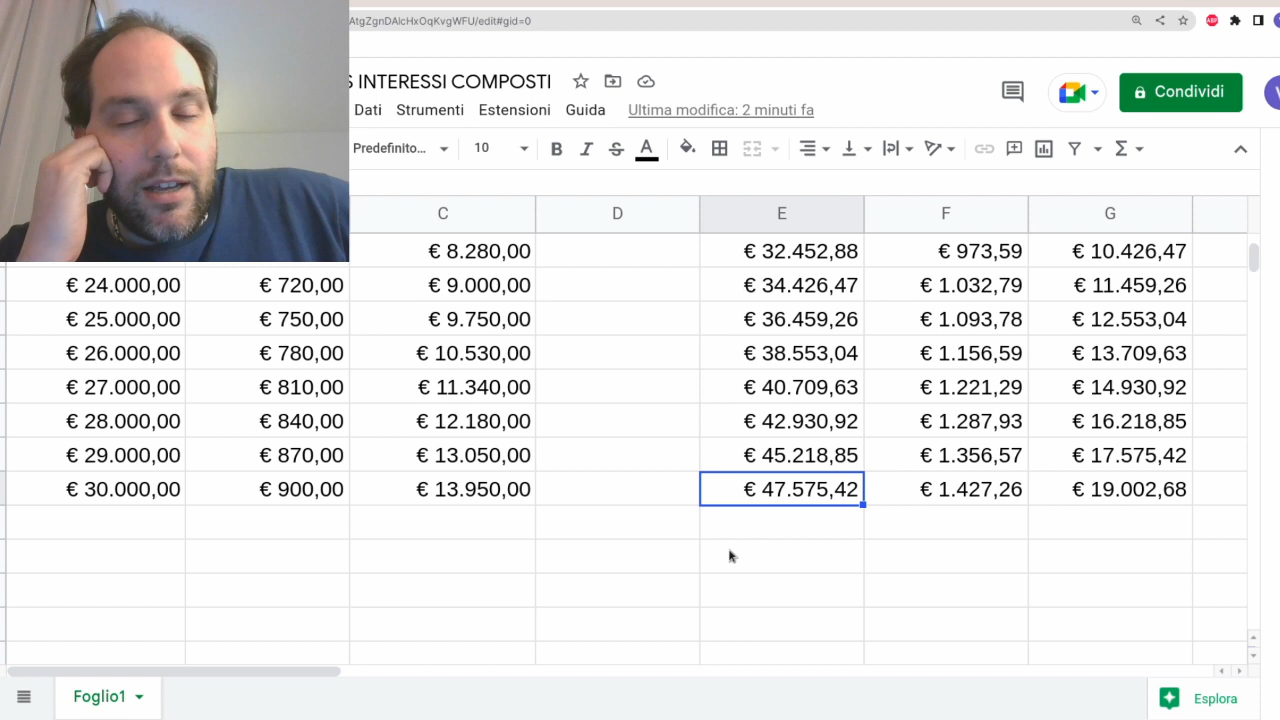 AtgZgnDAlcHxOqKvgWFU/edit#gid=0
S INTERESSI COMPOSTI
Dati Strumenti Estensioni Guida Ultima modifica: 2 minuti fa
Condividi
Predefinito... 10 B I S A
C D E F G
€ 8.280,00 € 32.452,88 € 973,59 € 10.426,47
€ 24.000,00 € 720,00 € 9.000,00 € 34.426,47 € 1.032,79 € 11.459,26
€ 25.000,00 € 750,00 € 9.750,00 € 36.459,26 € 1.093,78 € 12.553,04
€ 26.000,00 € 780,00 € 10.530,00 € 38.553,04 € 1.156,59 € 13.709,63
€ 27.000,00 € 810,00 € 11.340,00 € 40.709,63 € 1.221,29 € 14.930,92
€ 28.000,00 € 840,00 € 12.180,00 € 42.930,92 € 1.287,93 € 16.218,85
€ 29.000,00 € 870,00 € 13.050,00 € 45.218,85 € 1.356,57 € 17.575,42
€ 30.000,00 € 900,00 € 13.950,00 € 47.575,42 € 1.427,26 € 19.002,68
Foglio1
Esplora